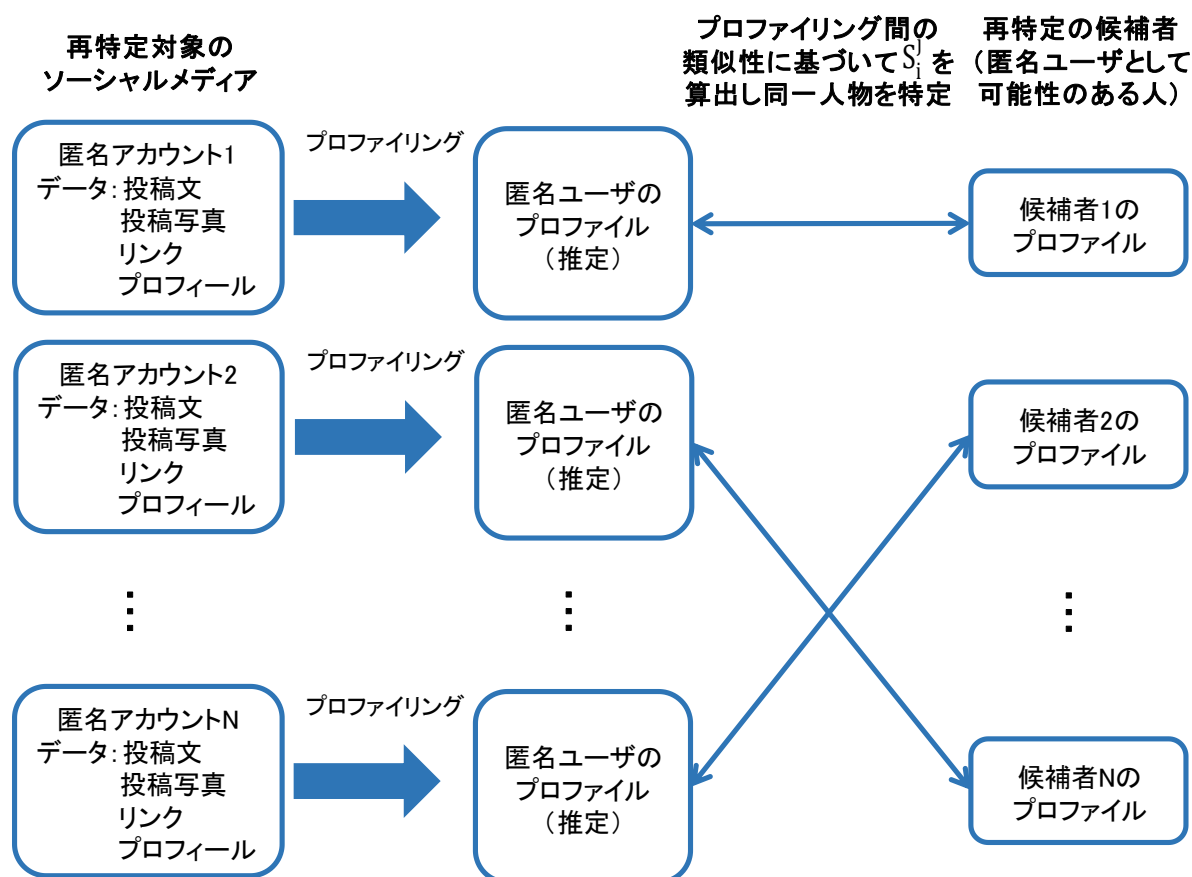 再特定対象の
ソーシャルメディア
プロファイリング間の
類似性に基づいてS_i^jを
算出し同一人物を特定
再特定の候補者
（匿名ユーザとして
可能性のある人）
匿名アカウント1
データ：投稿文
投稿写真
リンク
プロフィール
プロファイリング
匿名ユーザの
プロファイル
（推定）
候補者1の
プロファイル
匿名アカウント2
データ：投稿文
投稿写真
リンク
プロフィール
プロファイリング
匿名ユーザの
プロファイル
（推定）
候補者2の
プロファイル
匿名アカウントN
データ：投稿文
投稿写真
リンク
プロフィール
プロファイリング
匿名ユーザの
プロファイル
（推定）
候補者Nの
プロファイル